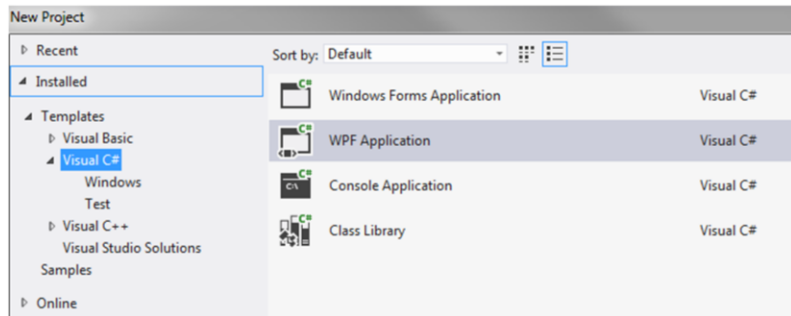 New Project
Recent
Installed
Templates
Visual Basic
Visual C#
Windows
Test
Visual C++
Visual Studio Solutions
Samples
Online
Sort by: Default
C#
Windows Forms Application Visual C#
C#
WPF Application Visual C#
C#
C:\
Console Application Visual C#
C#
Class Library Visual C#